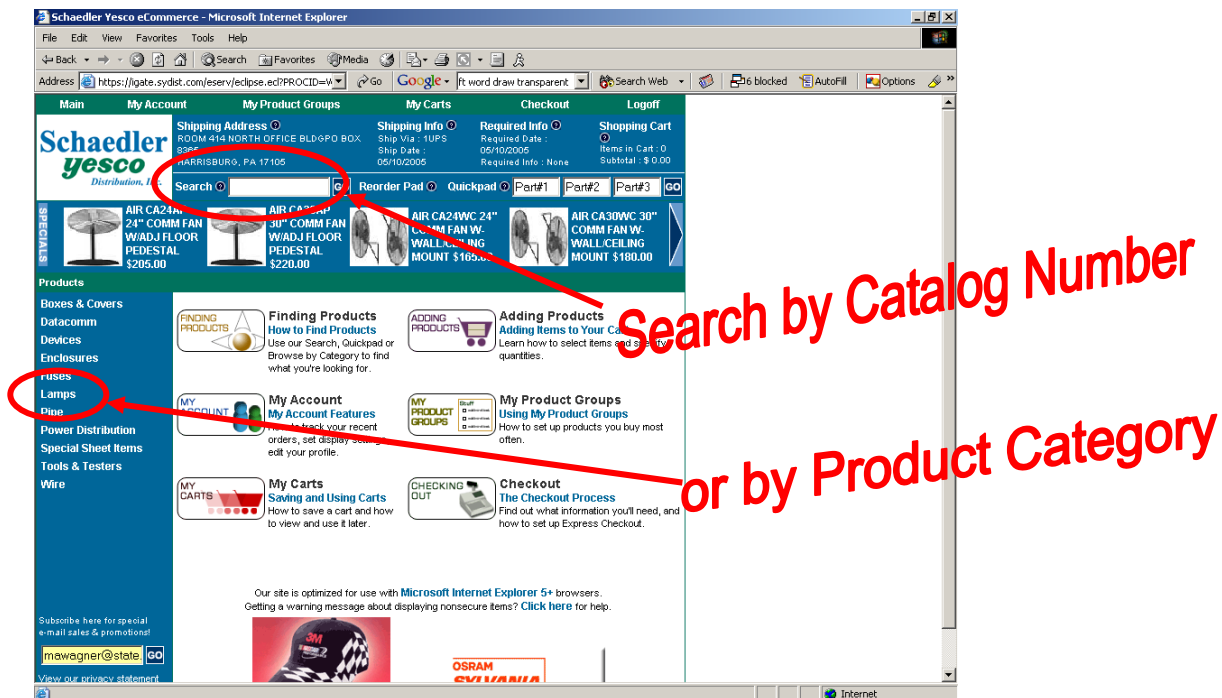 Schaedler Yesco eCommerce - Microsoft Internet Explorer
File Edit View Favorites Tools Help
Back Search Favorites Media
Address https://igate.sydist.com/eserv/eclipse.ecl?PROCID=W Go Google ft word draw transparent Search Web 6 blocked AutoFill Options »
Main My Account My Product Groups My Carts Checkout Logoff
Schaedler
yesco
Distribution, Inc.
Shipping Address
ROOM 414 NORTH OFFICE BLDGPO BOX
8365
HARRISBURG, PA 17105
Shipping Info
Ship Via : 1UPS
Ship Date :
05/10/2005
Required Info
Required Date :
05/10/2005
Required Info : None
Shopping Cart
Items in Cart : 0
Subtotal : $ 0.00
Search GO Reorder Pad Quickpad Part#1 Part#2 Part#3 GO
SPECIALS
AIR CA24AP
24" COMM FAN
W/ADJ FLOOR
PEDESTAL
$205.00
AIR CA30AP
30" COMM FAN
W/ADJ FLOOR
PEDESTAL
$220.00
AIR CA24WC 24"
COMM FAN W-
WALL/CEILING
MOUNT $165.00
AIR CA30WC 30"
COMM FAN W-
WALL/CEILING
MOUNT $180.00
Products
Boxes & Covers
Datacomm
Devices
Enclosures
Fuses
Lamps
Pipe
Power Distribution
Special Sheet Items
Tools & Testers
Wire
FINDING
PRODUCTS
Finding Products
How to Find Products
Use our Search, Quickpad or
Browse by Category to find
what you're looking for.
ADDING
PRODUCTS
Adding Products
Adding Items to Your Cart
Learn how to select items and specify
quantities.
Search by Catalog Number
MY
ACCOUNT
My Account
My Account Features
How to track your recent
orders, set display settings,
edit your profile.
MY
PRODUCT
GROUPS
Stuff
My Product Groups
Using My Product Groups
How to set up products you buy most
often.
or by Product Category
MY
CARTS
My Carts
Saving and Using Carts
How to save a cart and how
to view and use it later.
CHECKING
OUT
Checkout
The Checkout Process
Find out what information you'll need, and
how to set up Express Checkout.
Our site is optimized for use with Microsoft Internet Explorer 5+ browsers.
Getting a warning message about displaying nonsecure items? Click here for help.
Subscribe here for special
e-mail sales & promotions!
mawagner@state. GO
View our privacy statement
3M
OSRAM
SYLVANIA
Internet